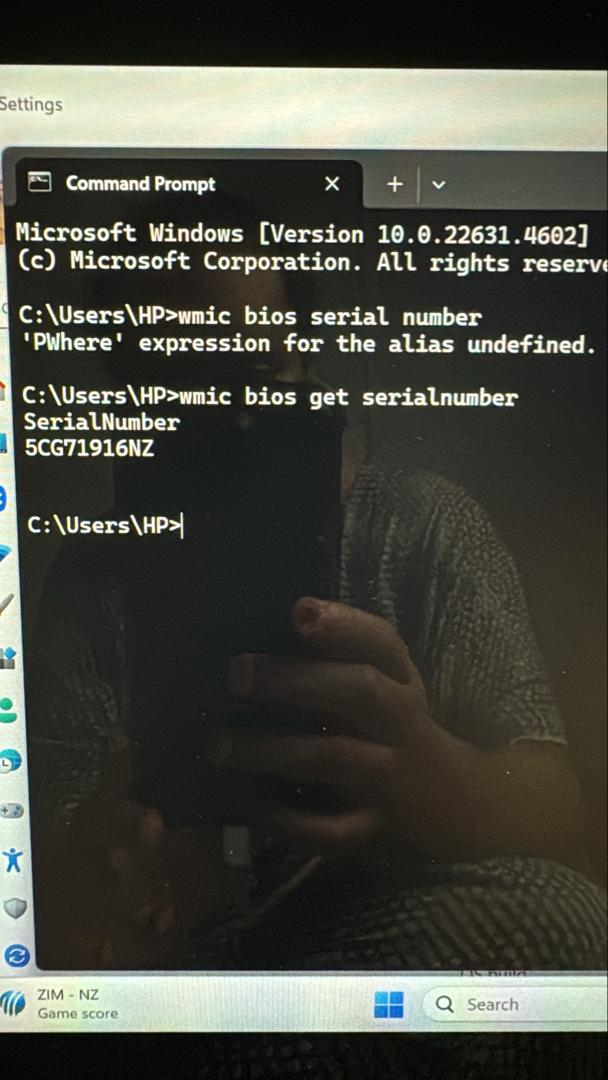 Settings
Command Prompt
Microsoft Windows [Version 10.0.22631.4602]
(c) Microsoft Corporation. All rights reserve
C:\Users\HP>wmic bios serial number
'PWhere' expression for the alias undefined.
C:\Users\HP>wmic bios get serialnumber
SerialNumber
5CG71916NZ
C:\Users\HP>
ZIM - NZ
Game score
Search